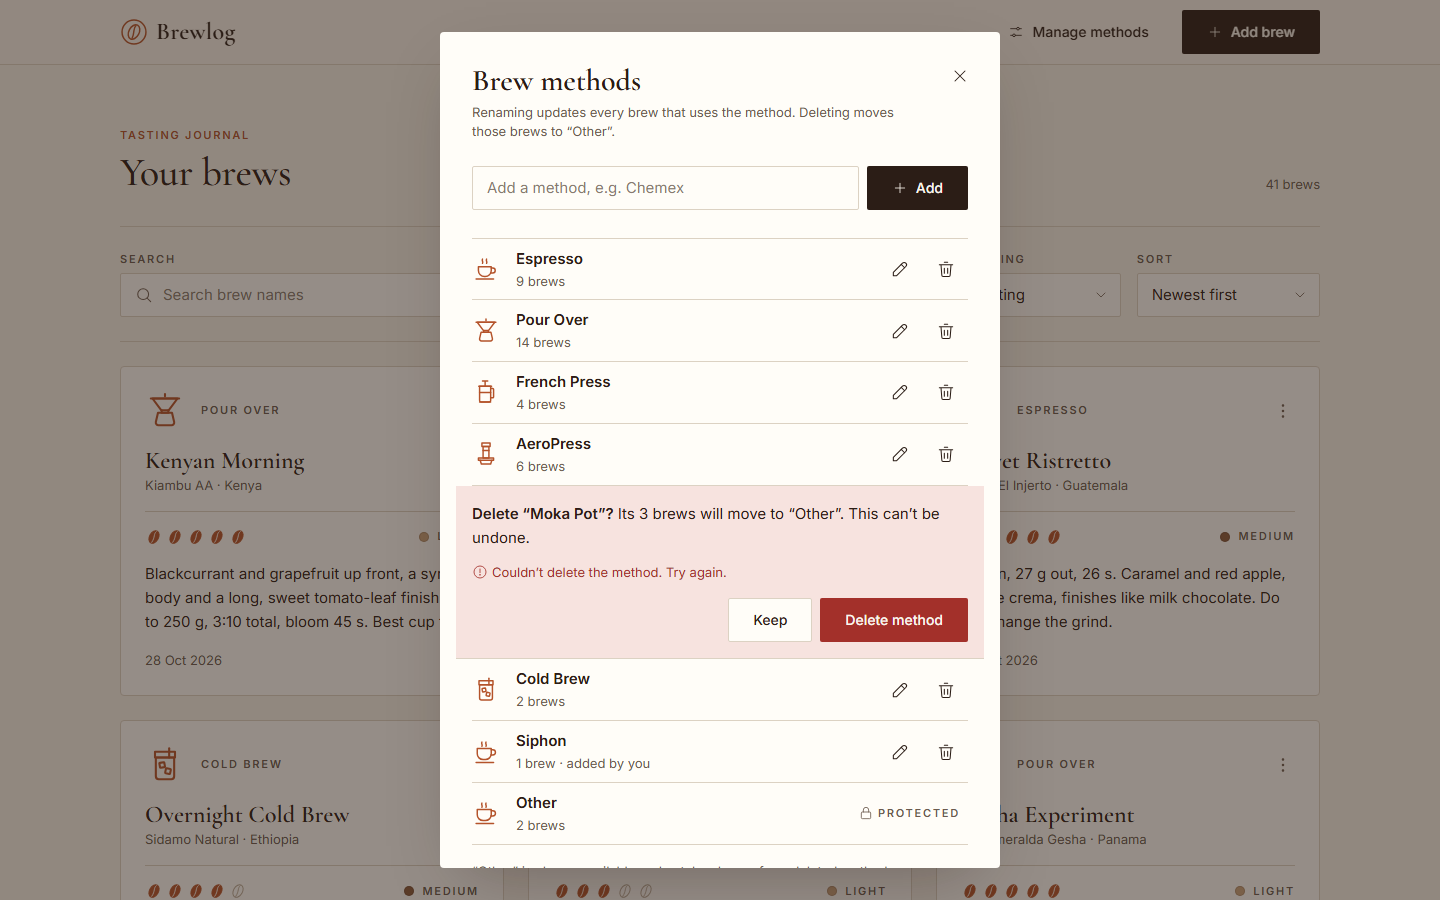 Brewlog
Manage methods
Add brew
TASTING JOURNAL
Your brews
41 brews
SEARCH
Search brew names
SORT
Newest first
Brew methods
Renaming updates every brew that uses the method. Deleting moves
those brews to “Other”.
Add a method, e.g. Chemex
Add
Espresso
9 brews
Pour Over
14 brews
French Press
4 brews
AeroPress
6 brews
Delete “Moka Pot”? Its 3 brews will move to “Other”. This can’t be
undone.
Couldn’t delete the method. Try again.
Keep
Delete method
Cold Brew
2 brews
Siphon
1 brew · added by you
Other
2 brews
PROTECTED
POUR OVER
Kenyan Morning
Kiambu AA · Kenya
Blackcurrant and grapefruit up front, a
body and a long, sweet tomato-leaf finish
to 250 g, 3:10 total, bloom 45 s. Best cup
28 Oct 2026
ESPRESSO
Ristretto
El Injerto · Guatemala
MEDIUM
27 g out, 26 s. Caramel and red apple,
crema, finishes like milk chocolate. Do
the grind.
2026
COLD BREW
Overnight Cold Brew
Sidamo Natural · Ethiopia
MEDIUM
LIGHT
POUR OVER
Experiment
Gesha · Panama
LIGHT